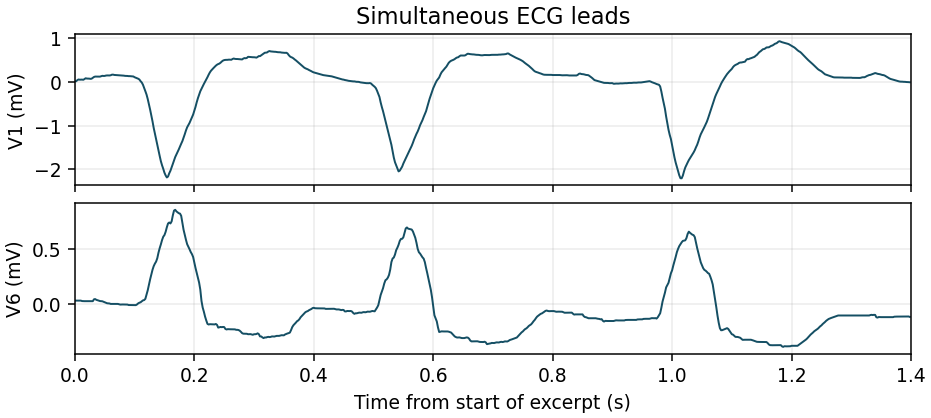 Simultaneous ECG leads
V1 (mV)
1
0
−1
−2
V6 (mV)
0.5
0.0
0.0 0.2 0.4 0.6 0.8 1.0 1.2 1.4
Time from start of excerpt (s)